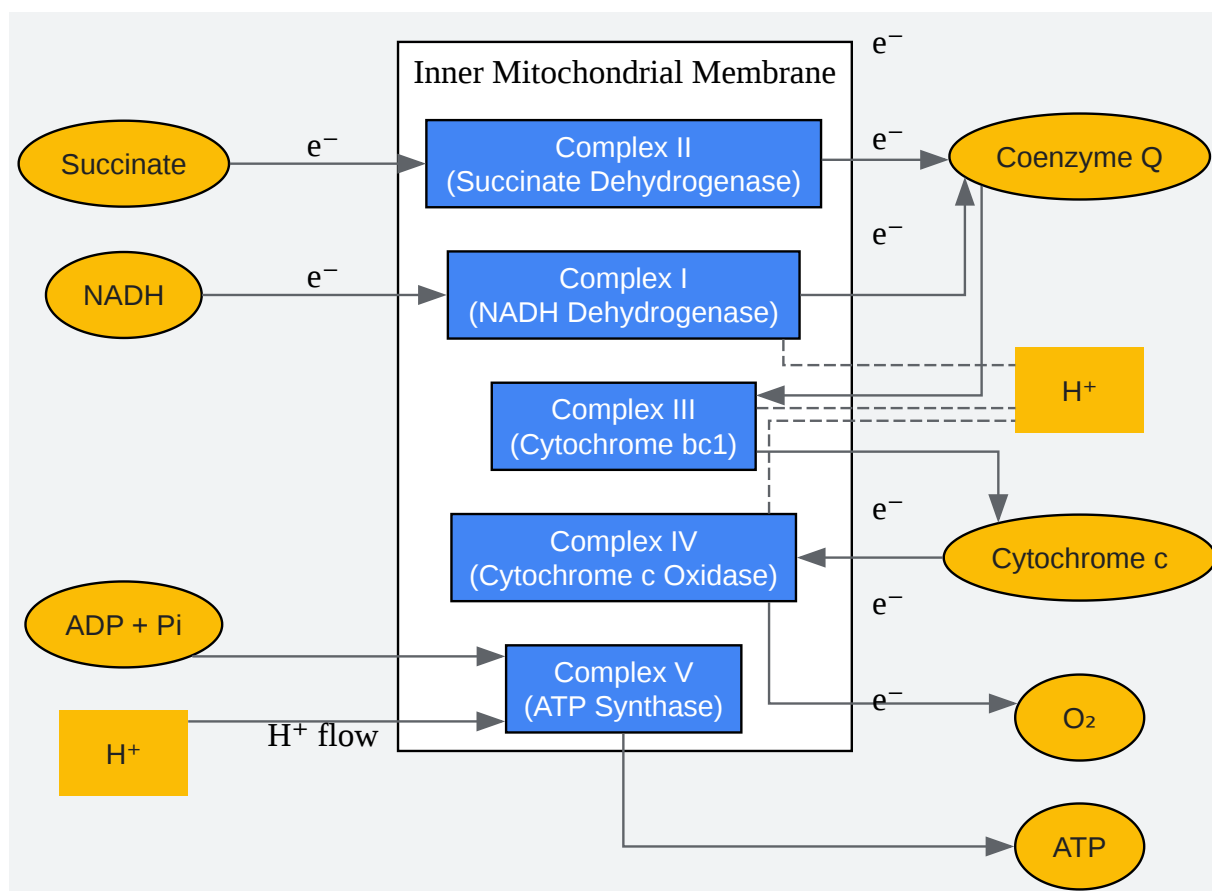 e⁻
Inner Mitochondrial Membrane
Succinate
e⁻
Complex II
(Succinate Dehydrogenase)
e⁻
Coenzyme Q
e⁻
NADH
e⁻
Complex I
(NADH Dehydrogenase)
H⁺
Complex III
(Cytochrome bc1)
e⁻
Complex IV
(Cytochrome c Oxidase)
Cytochrome c
e⁻
ADP + Pi
Complex V
(ATP Synthase)
e⁻
O₂
H⁺
H⁺ flow
ATP